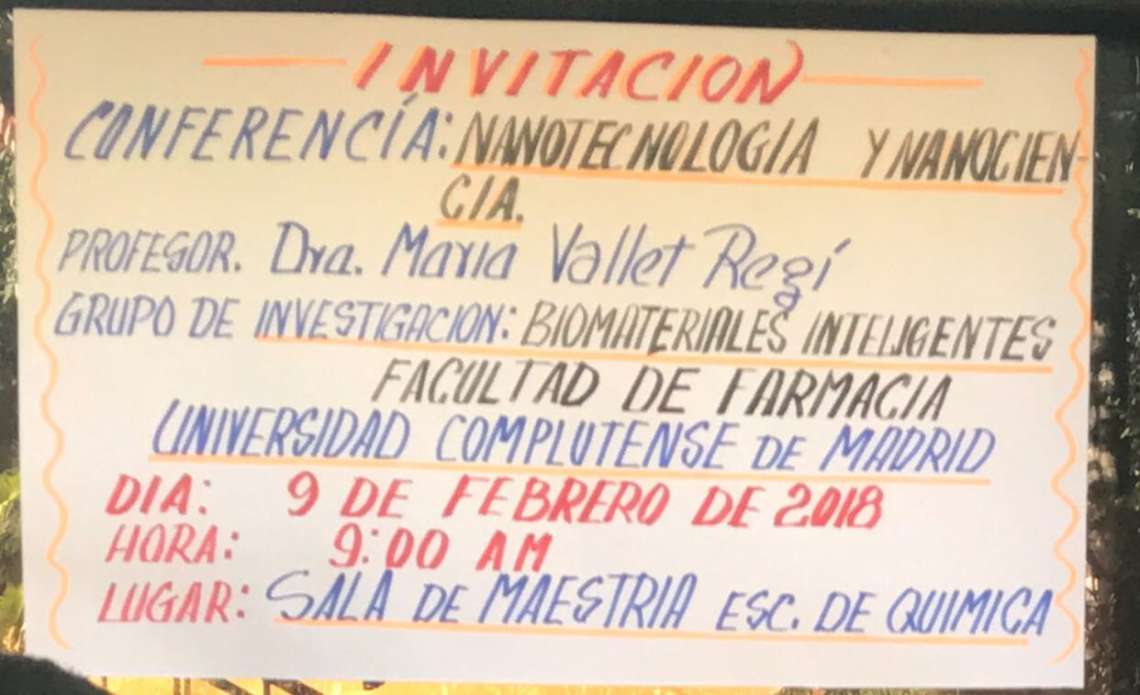 INVITACION
CONFERENCÍA: NANOTECNOLOGIA Y NANOCIEN-
CIA.
PROFESOR. Dra. Maria Vallet Regí
GRUPO DE INVESTIGACION: BIOMATERIALES INTELIGENTES
FACULTAD DE FARMACIA
UNIVERSIDAD COMPLUTENSE DE MADRID
DIA: 9 DE FEBRERO DE 2018
HORA: 9:00 AM
LUGAR: SALA DE MAESTRIA ESC. DE QUIMICA